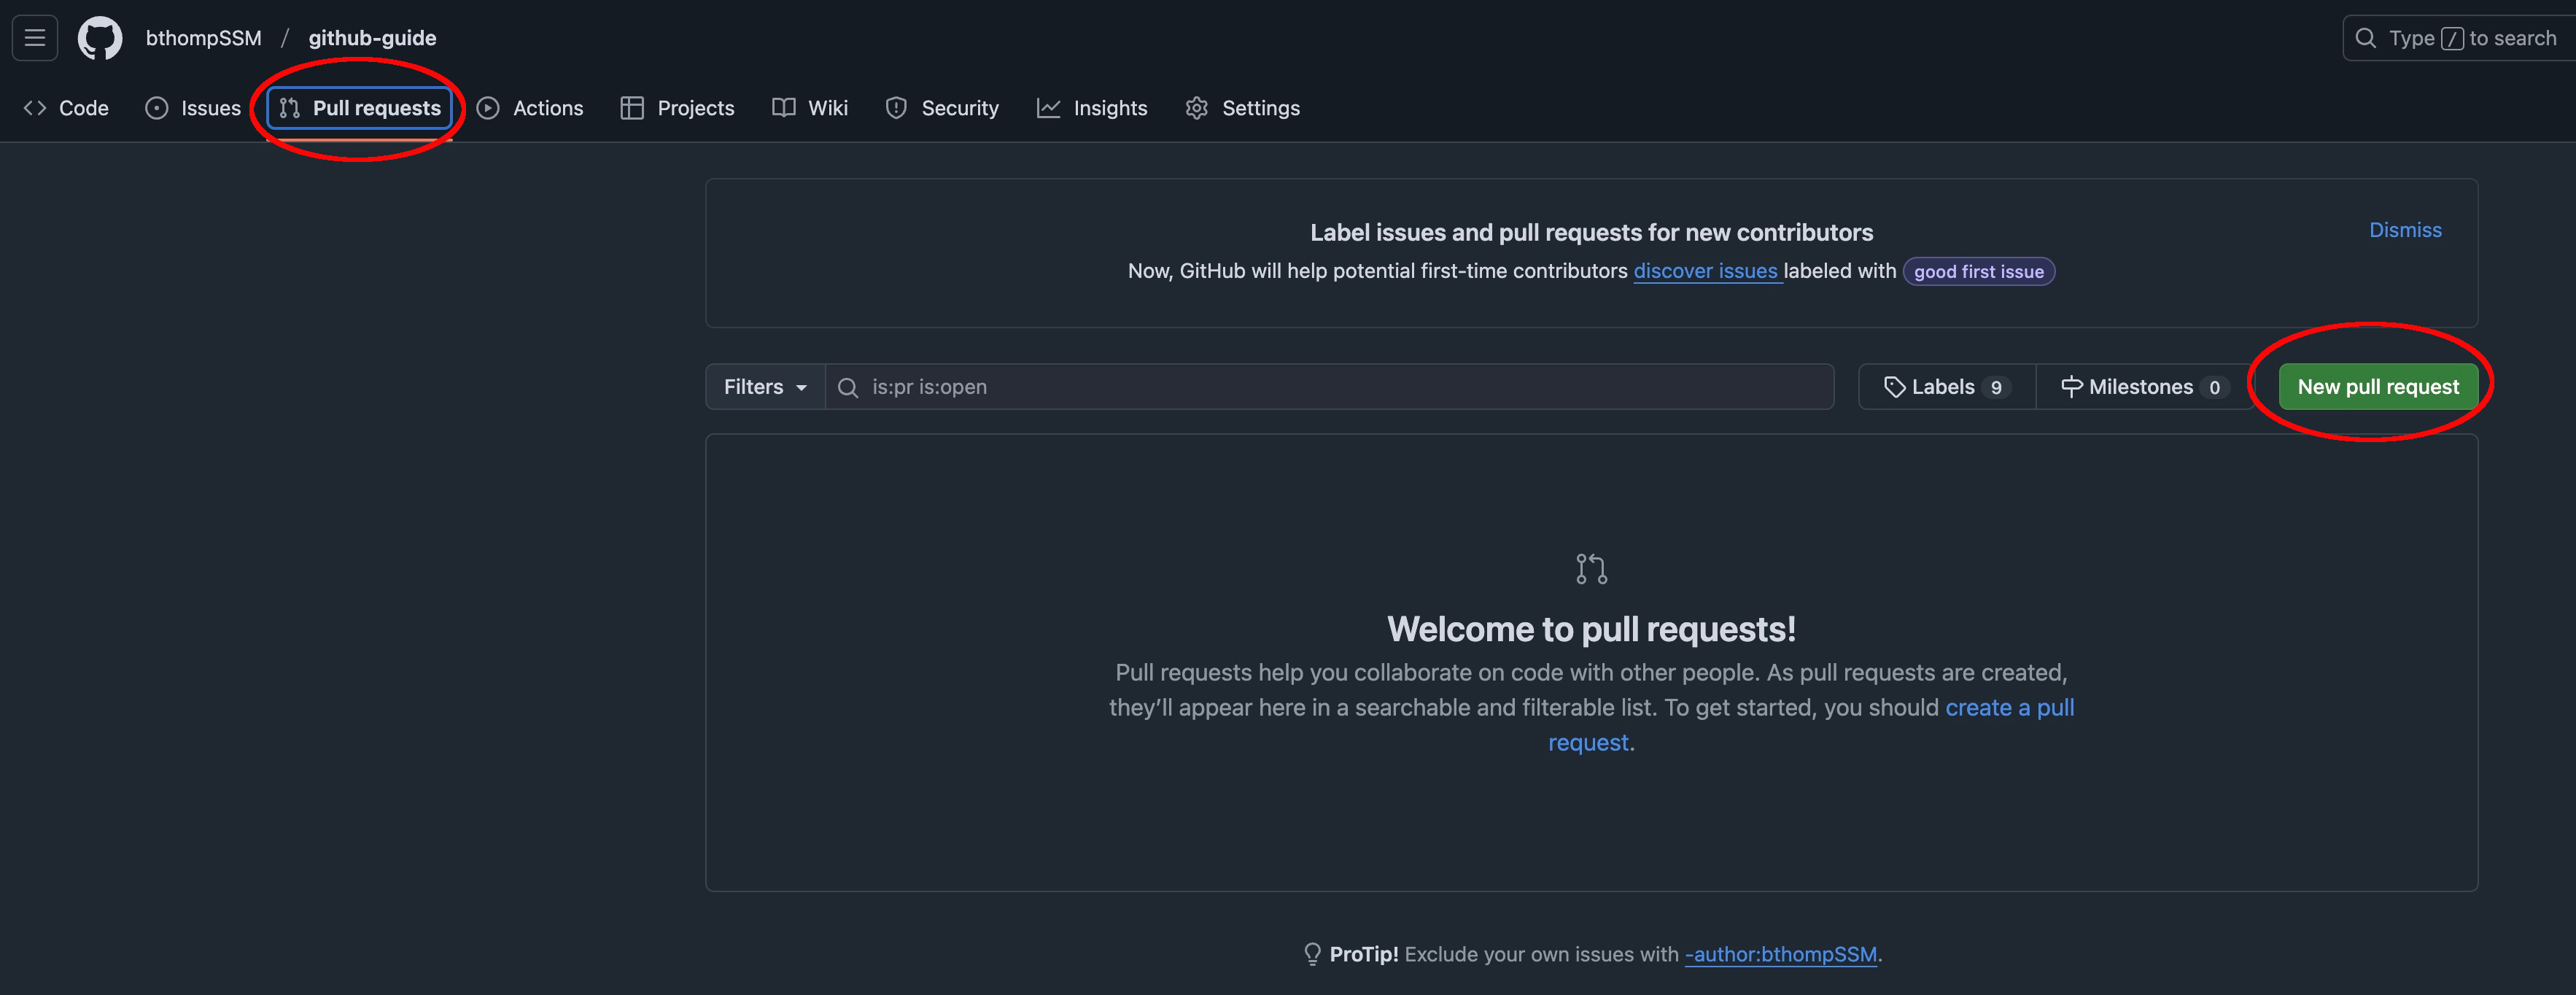 bthompSSM / github-guide
Type / to search
Code Issues Pull requests Actions Projects Wiki Security Insights Settings
Label issues and pull requests for new contributors
Dismiss
Now, GitHub will help potential first-time contributors discover issues labeled with good first issue
Filters is:pr is:open Labels 9 Milestones 0 New pull request
Welcome to pull requests!
Pull requests help you collaborate on code with other people. As pull requests are created,
they’ll appear here in a searchable and filterable list. To get started, you should create a pull
request.
ProTip! Exclude your own issues with -author:bthompSSM.